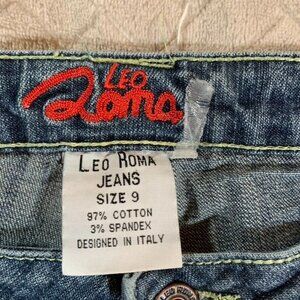 LEO
Roma
LEO ROMA
JEANS
SIZE 9
97% COTTON
3% SPANDEX
DESIGNED IN ITALY